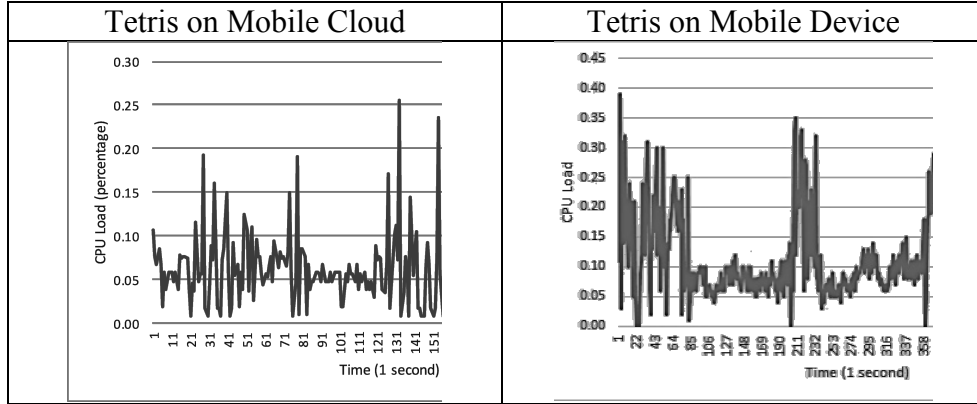 Tetris on Mobile Cloud
Tetris on Mobile Device
CPU Load (percentage)
0.30
0.25
0.20
0.15
0.10
0.05
0.00
1 11 21 31 41 51 61 71 81 91 101 111 121 131 141 151
Time (1 second)
CPU Load
0.45
0.40
0.35
0.30
0.25
0.20
0.15
0.10
0.05
0.00
1 22 43 64 85 106 127 148 169 190 211 232 253 274 295 316 337 358
Time (1 second)